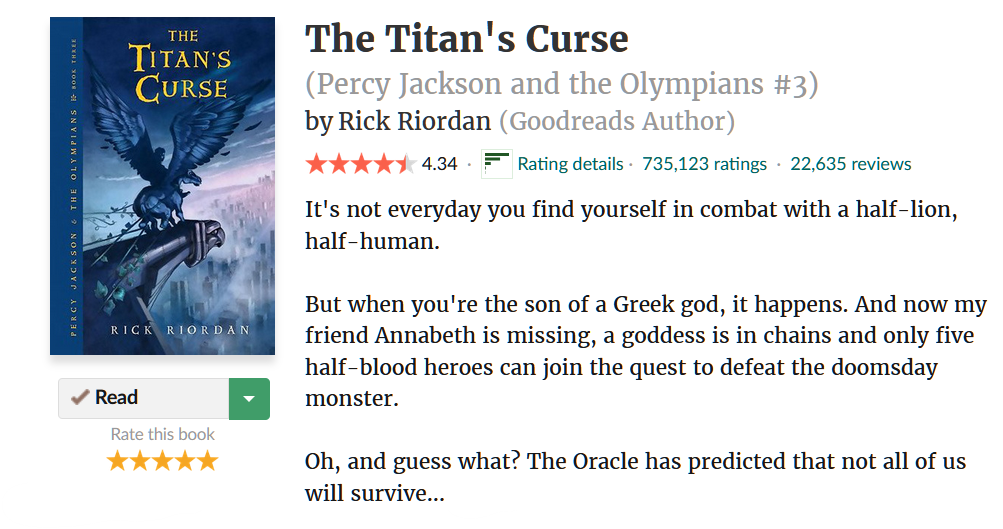 THE
TITAN'S
CURSE
PERCY JACKSON & THE OLYMPIANS BOOK THREE
RICK RIORDAN
Read
Rate this book
The Titan's Curse
(Percy Jackson and the Olympians #3)
by Rick Riordan (Goodreads Author)
4.34 · Rating details · 735,123 ratings · 22,635 reviews
It's not everyday you find yourself in combat with a half-lion,
half-human.
But when you're the son of a Greek god, it happens. And now my
friend Annabeth is missing, a goddess is in chains and only five
half-blood heroes can join the quest to defeat the doomsday
monster.
Oh, and guess what? The Oracle has predicted that not all of us
will survive...